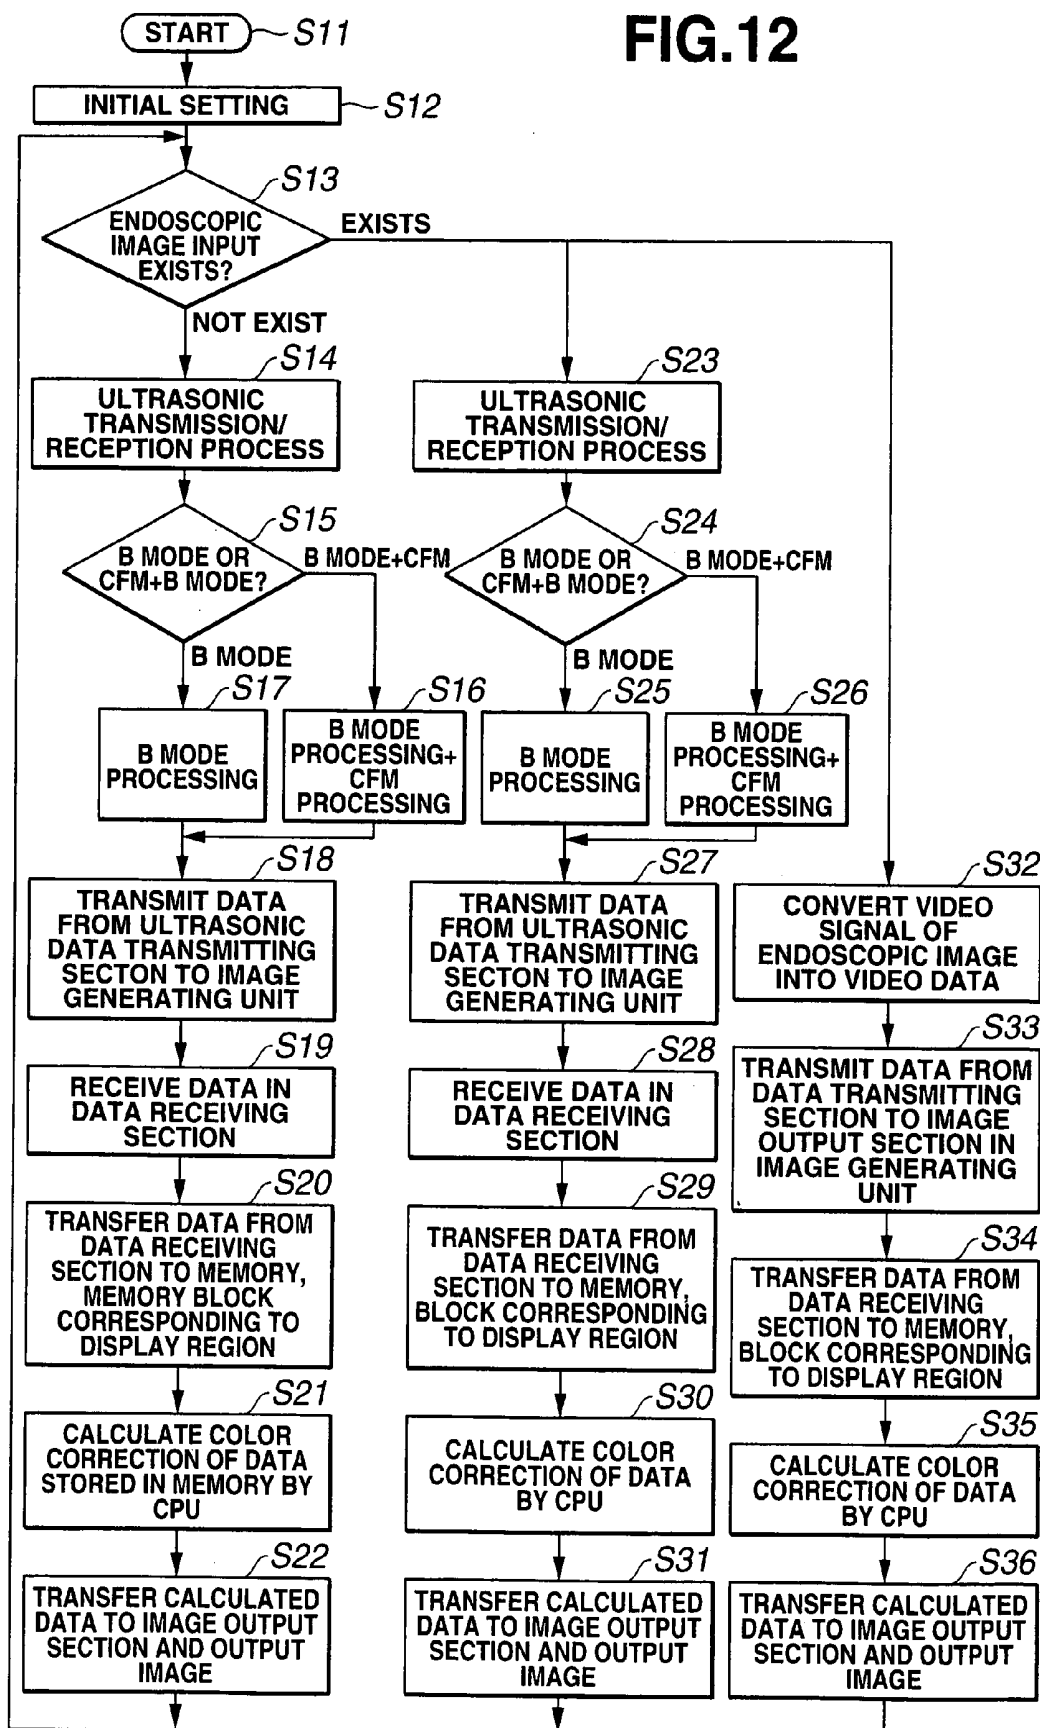 FIG.12
START
S11
INITIAL SETTING
S12
S13
ENDOSCOPIC
IMAGE INPUT
EXISTS?
EXISTS
NOT EXIST
S14
ULTRASONIC
TRANSMISSION/
RECEPTION PROCESS
S15
B MODE OR
CFM+B MODE?
B MODE+CFM
B MODE
S17
B MODE
PROCESSING
S16
B MODE
PROCESSING+
CFM
PROCESSING
S18
TRANSMIT DATA
FROM ULTRASONIC
DATA TRANSMITTING
SECTON TO IMAGE
GENERATING UNIT
S19
RECEIVE DATA IN
DATA RECEIVING
SECTION
S20
TRANSFER DATA FROM
DATA RECEIVING
SECTION TO MEMORY,
MEMORY BLOCK
CORRESPONDING TO
DISPLAY REGION
S21
CALCULATE COLOR
CORRECTION OF DATA
STORED IN MEMORY BY
CPU
S22
TRANSFER CALCULATED
DATA TO IMAGE OUTPUT
SECTION AND OUTPUT
IMAGE
S23
ULTRASONIC
TRANSMISSION/
RECEPTION PROCESS
S24
B MODE OR
CFM+B MODE?
B MODE+CFM
B MODE
S25
B MODE
PROCESSING
S26
B MODE
PROCESSING+
CFM
PROCESSING
S27
TRANSMIT DATA
FROM ULTRASONIC
DATA TRANSMITTING
SECTON TO IMAGE
GENERATING UNIT
S28
RECEIVE DATA IN
DATA RECEIVING
SECTION
S29
TRANSFER DATA FROM
DATA RECEIVING
SECTION TO MEMORY,
BLOCK CORRESPONDING
TO DISPLAY REGION
S30
CALCULATE COLOR
CORRECTION OF DATA
BY CPU
S31
TRANSFER CALCULATED
DATA TO IMAGE OUTPUT
SECTION AND OUTPUT
IMAGE
S32
CONVERT VIDEO
SIGNAL OF
ENDOSCOPIC IMAGE
INTO VIDEO DATA
S33
TRANSMIT DATA FROM
DATA TRANSMITTING
SECTION TO IMAGE
OUTPUT SECTION IN
IMAGE GENERATING
UNIT
S34
TRANSFER DATA FROM
DATA RECEIVING
SECTION TO MEMORY,
BLOCK CORRESPONDING
TO DISPLAY REGION
S35
CALCULATE COLOR
CORRECTION OF DATA
BY CPU
S36
TRANSFER CALCULATED
DATA TO IMAGE OUTPUT
SECTION AND OUTPUT
IMAGE